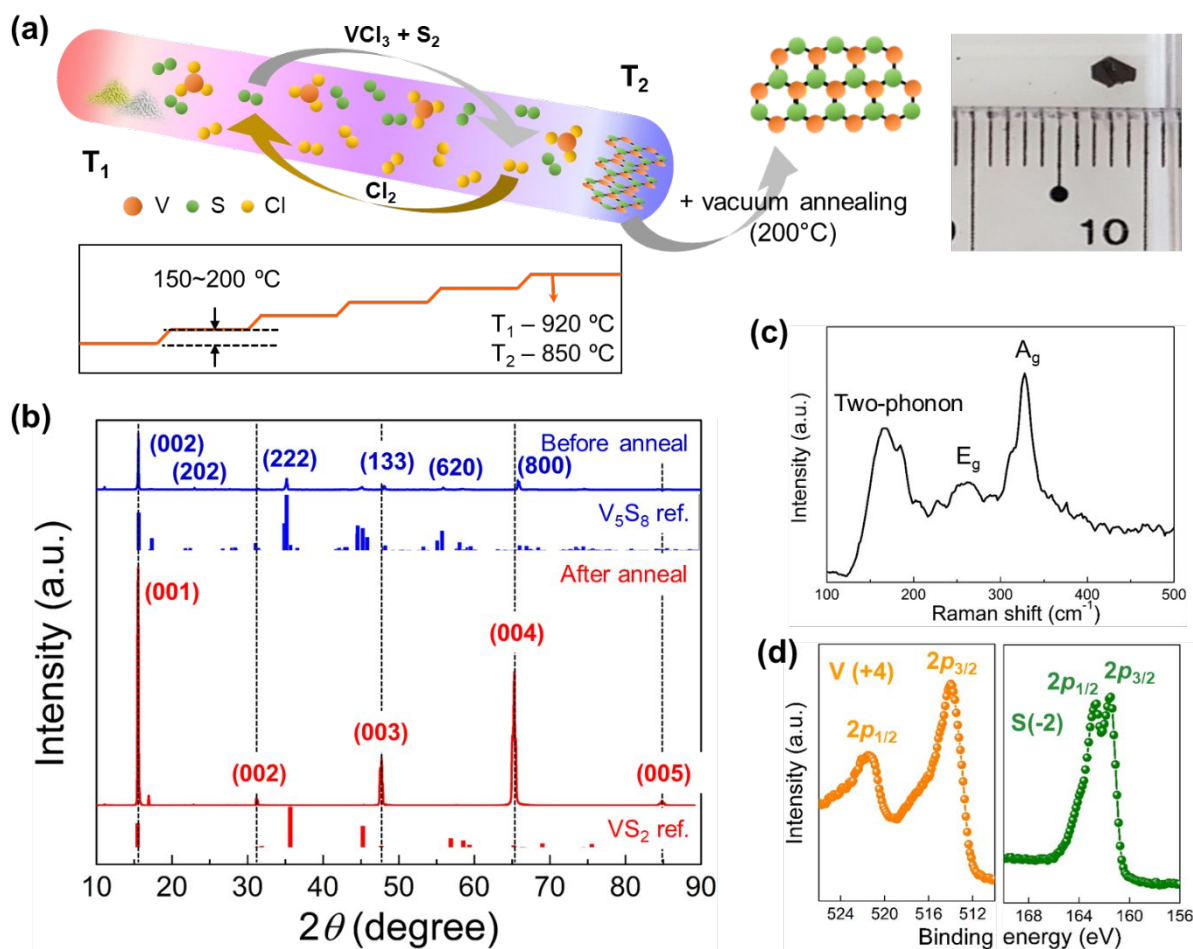 (a)
VCl₃ + S₂
T₂
T₁
Cl₂
V S Cl
+ vacuum annealing
(200°C)
10
150~200 ºC
T₁ – 920 ºC
T₂ – 850 ºC
(b)
Intensity (a.u.)
(002)
(202)
(222)
(133)
(620)
(800)
Before anneal
V₅S₈ ref.
After anneal
(001)
(002)
(003)
(004)
(005)
VS₂ ref.
10 20 30 40 50 60 70 80 90
2θ (degree)
(c)
Intensity (a.u.)
Two-phonon
E_g
A_g
100 200 300 400 500
Raman shift (cm⁻¹)
(d)
Intensity (a.u.)
V (+4)
2p₃/₂
2p₁/₂
524 520 516 512
2p₁/₂ 2p₃/₂
S(-2)
168 164 160 156
Binding energy (eV)